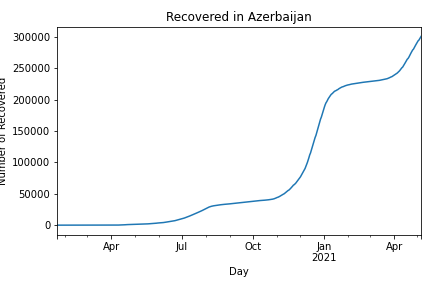 Recovered in Azerbaijan
Number of Recovered
300000
250000
200000
150000
100000
50000
0
Apr
Jul
Oct
Jan
2021
Apr
Day